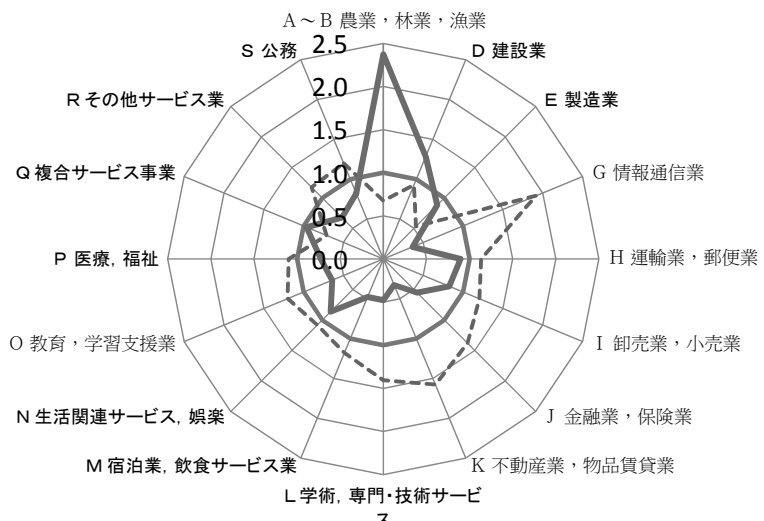 A～B 農業，林業，漁業
D 建設業
E 製造業
G 情報通信業
H 運輸業，郵便業
I 卸売業，小売業
J 金融業，保険業
K 不動産業，物品賃貸業
L 学術, 専門・技術サービ
ス
M 宿泊業, 飲食サービス業
N 生活関連サービス, 娯楽
O 教育，学習支援業
P 医療, 福祉
Q 複合サービス事業
R その他サービス業
S 公務
2.5
2.0
1.5
1.0
0.5
0.0